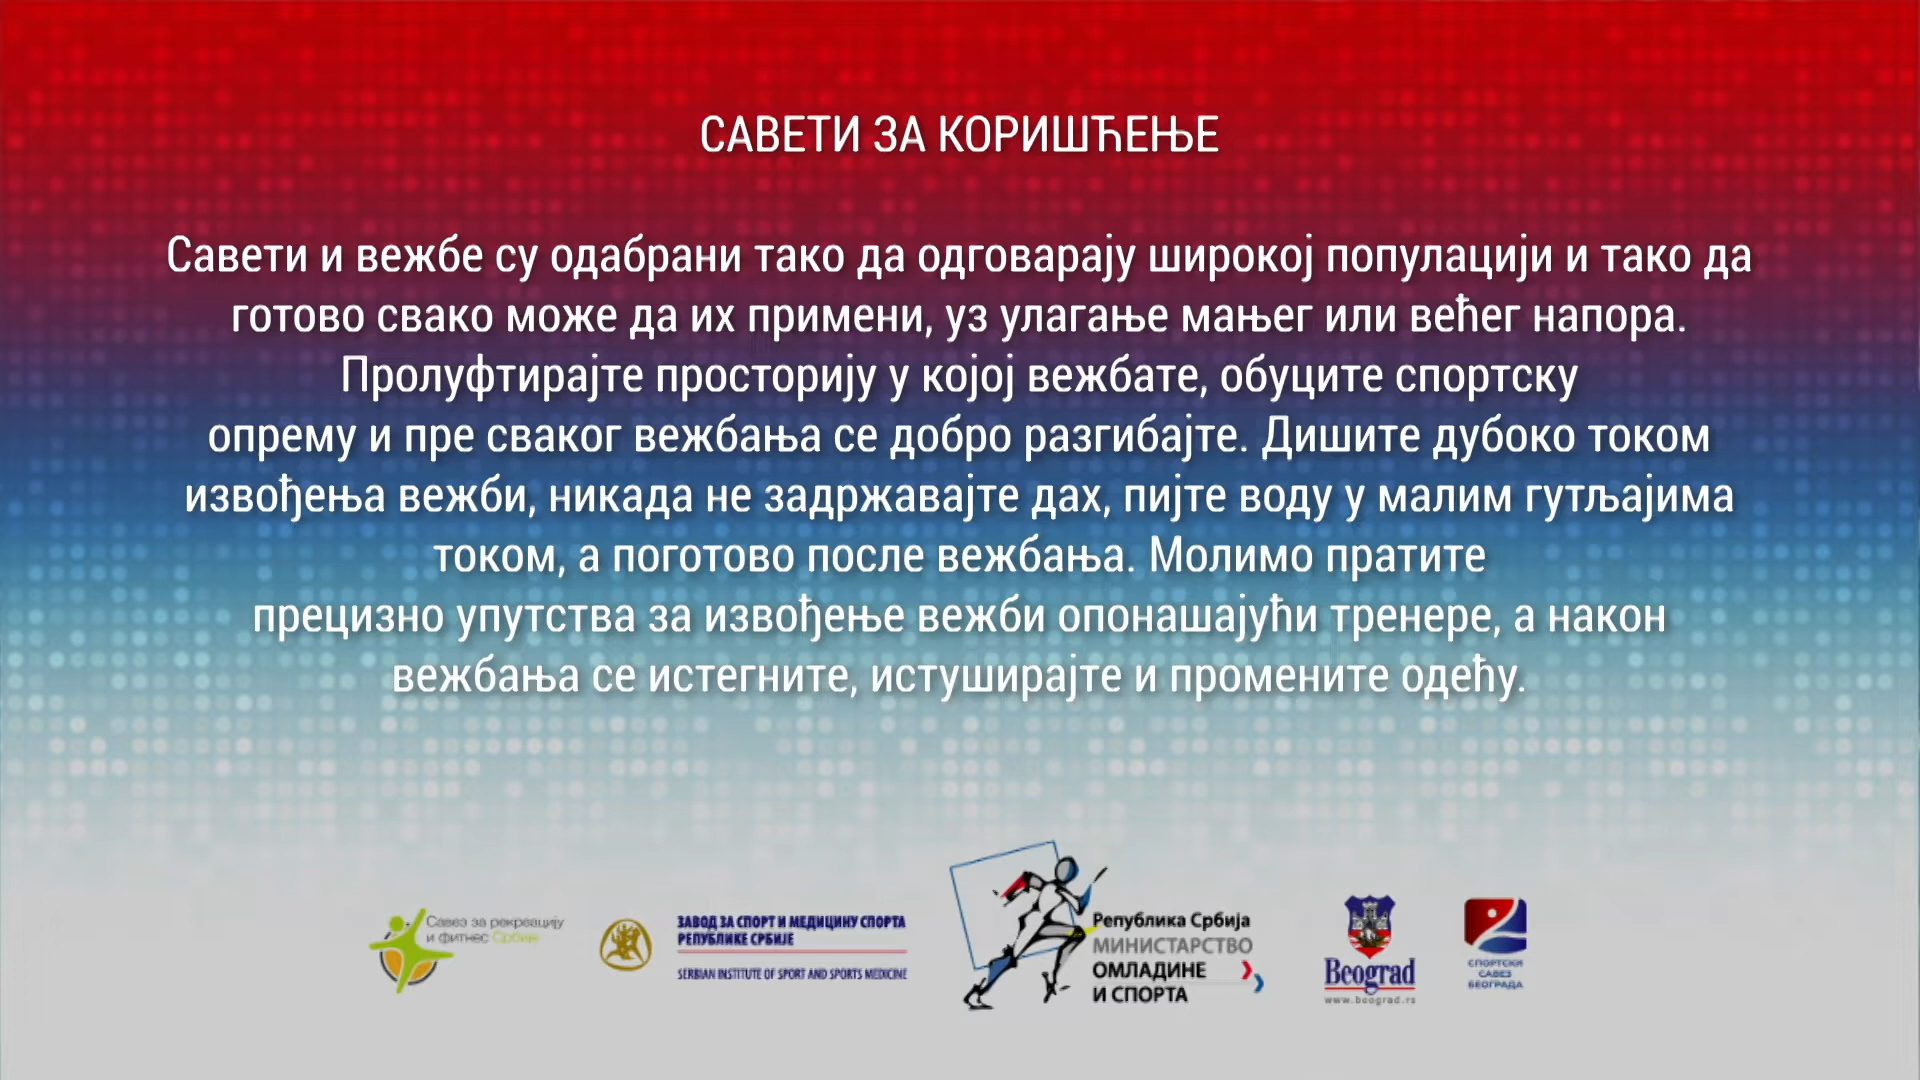 САВЕТИ ЗА КОРИШЋЕЊЕ
Савети и вежбе су одабрани тако да одговарају широкој популацији и тако да
готово свако може да их примени, уз улагање мањег или већег напора.
Пролуфтирајте просторију у којој вежбате, обуците спортску
опрему и пре сваког вежбања се добро разгибајте. Дишите дубоко током
извођења вежби, никада не задржавајте дах, пијте воду у малим гутљајима
током, а поготово после вежбања. Молимо пратите
прецизно упутства за извођење вежби опонашајући тренере, а након
вежбања се истегните, истуширајте и промените одећу.
Савез за рекреацију
и фитнес Србије
ЗАВОД ЗА СПОРТ И МЕДИЦИНУ СПОРТА
РЕПУБЛИКЕ СРБИЈЕ
SERBIAN INSTITUTE OF SPORT AND SPORTS MEDICINE
Република Србија
МИНИСТАРСТВО
ОМЛАДИНЕ
И СПОРТА
Beograd
www.beograd.rs
СПОРТСКИ
САВЕЗ
БЕОГРАДА